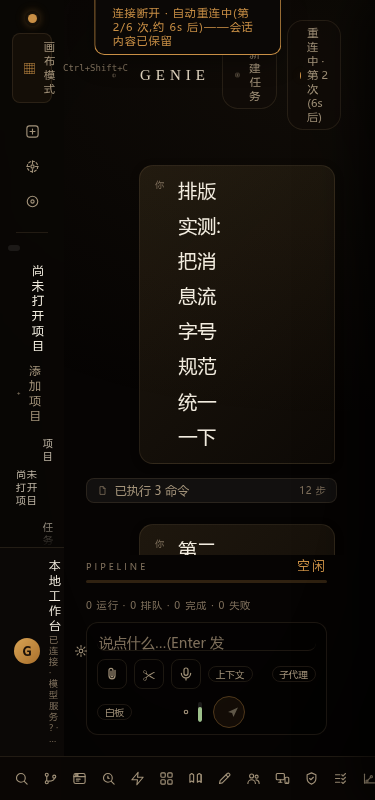 连接断开 · 自动重连中(第
2/6 次,约 6s 后)——会话
内容已保留
画
布
模
式
Ctrl+Shift+C
GENIE
新
建
任
务
重
连
中 ·
第 2
次
(6s
后)
尚
未
打
开
项
目
添
加
项
目
项
目
尚未
打开
项目
任
务
你
排版
实测:
把消
息流
字号
规范
统一
一下
已执行 3 命令
12 步
你
第二
PIPELINE
空闲
0 运行 · 0 排队 · 0 完成 · 0 失败
本
地
工
作
台
G
已
连
接
·
模
型
服
务
? ·
...
说点什么...(Enter 发
上下文
子代理
白板